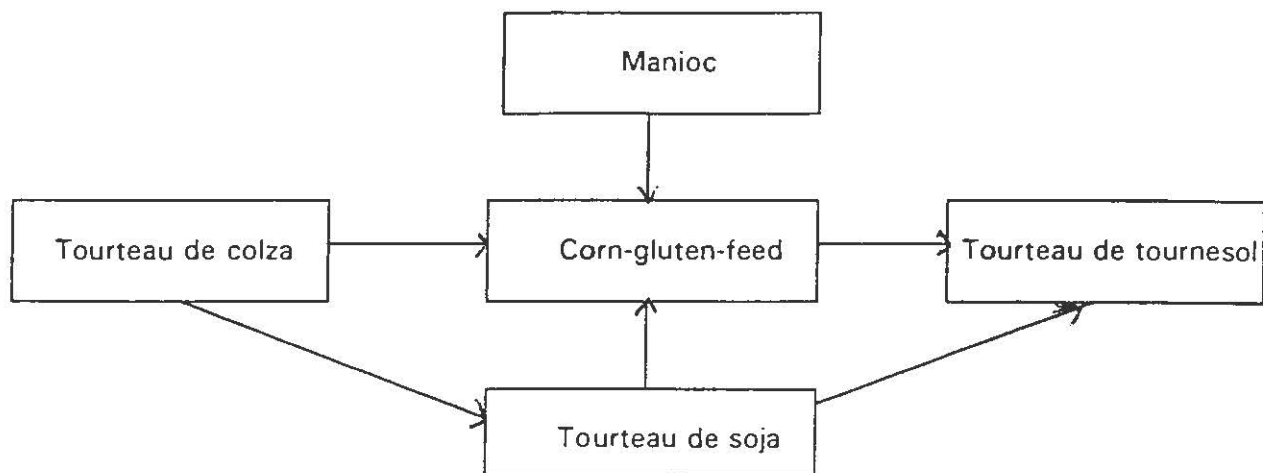 Manioc
Tourteau de colza
Corn-gluten-feed
Tourteau de tournesol
Tourteau de soja